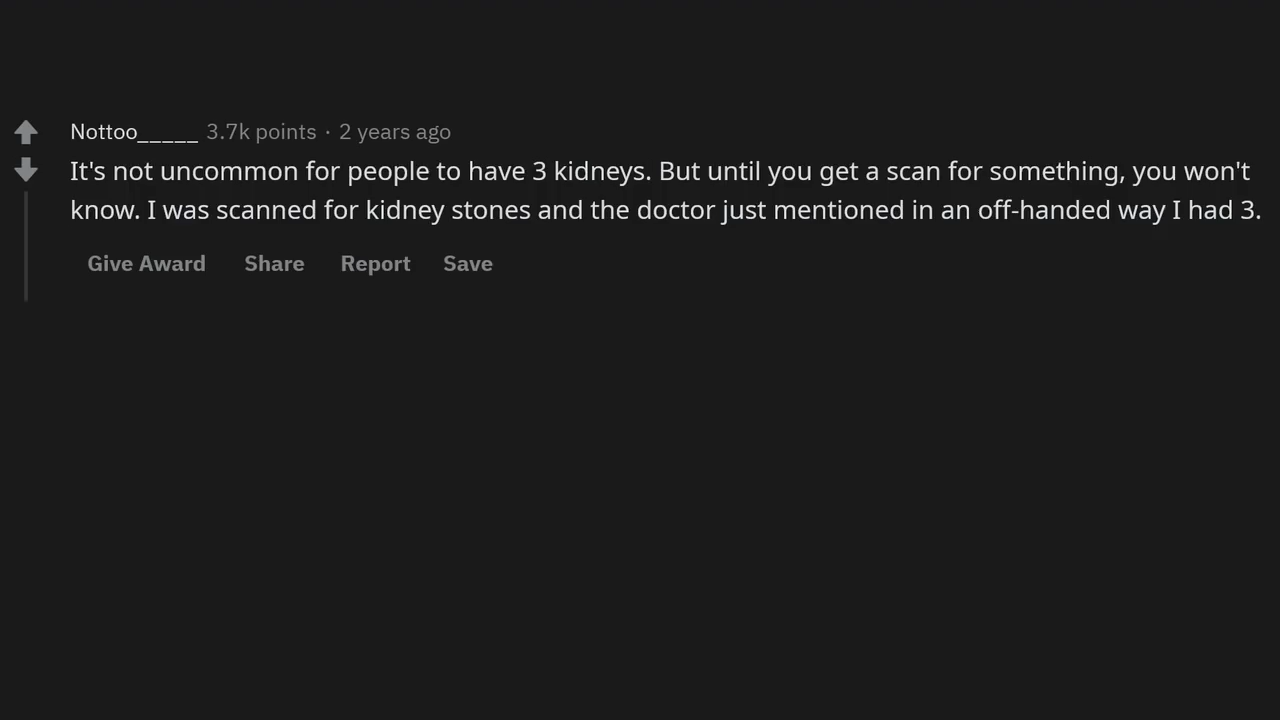 Nottoo_____ 3.7k points · 2 years ago
It's not uncommon for people to have 3 kidneys. But until you get a scan for something, you won't
know. I was scanned for kidney stones and the doctor just mentioned in an off-handed way I had 3.
Give Award Share Report Save